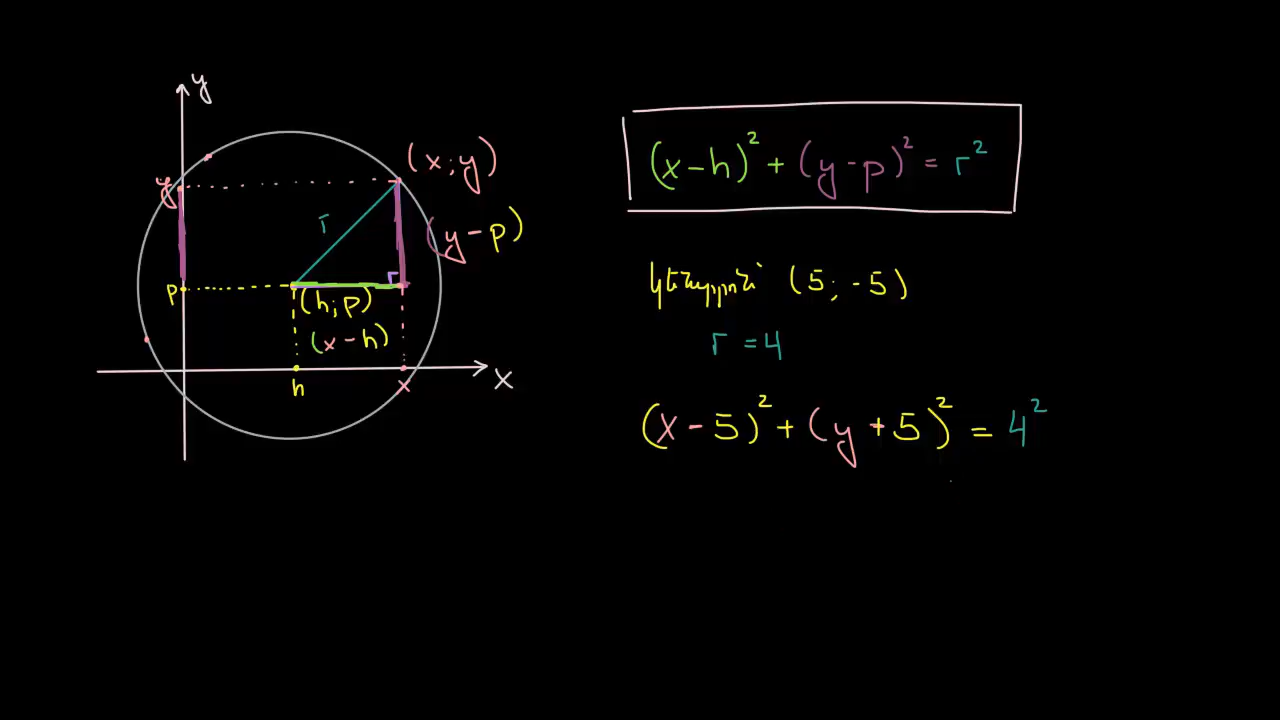 y
(x;y)
y
r
(y-p)
p
(h;p)
(x-h)
h
x
x
(x-h)² + (y-p)² = r²
կենտրոն (5;-5)
r = 4
(x-5)² + (y+5)² = 4²